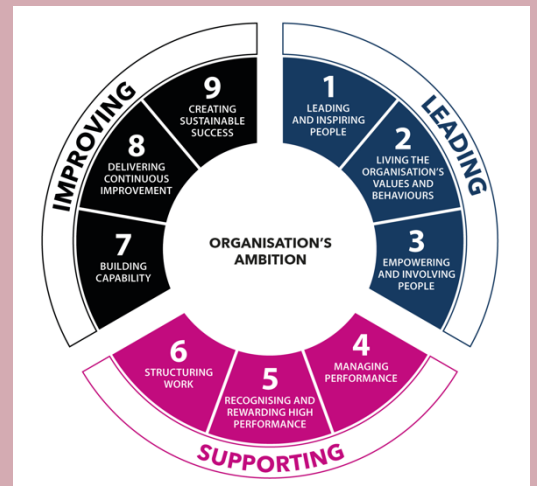 LEADING
1
LEADING
AND INSPIRING
PEOPLE
2
LIVING THE
ORGANISATION'S
VALUES AND
BEHAVIOURS
3
EMPOWERING
AND INVOLVING
PEOPLE
SUPPORTING
4
MANAGING
PERFORMANCE
5
RECOGNISING AND
REWARDING HIGH
PERFORMANCE
6
STRUCTURING
WORK
IMPROVING
7
BUILDING
CAPABILITY
8
DELIVERING
CONTINUOUS
IMPROVEMENT
9
CREATING
SUSTAINABLE
SUCCESS
ORGANISATION'S
AMBITION